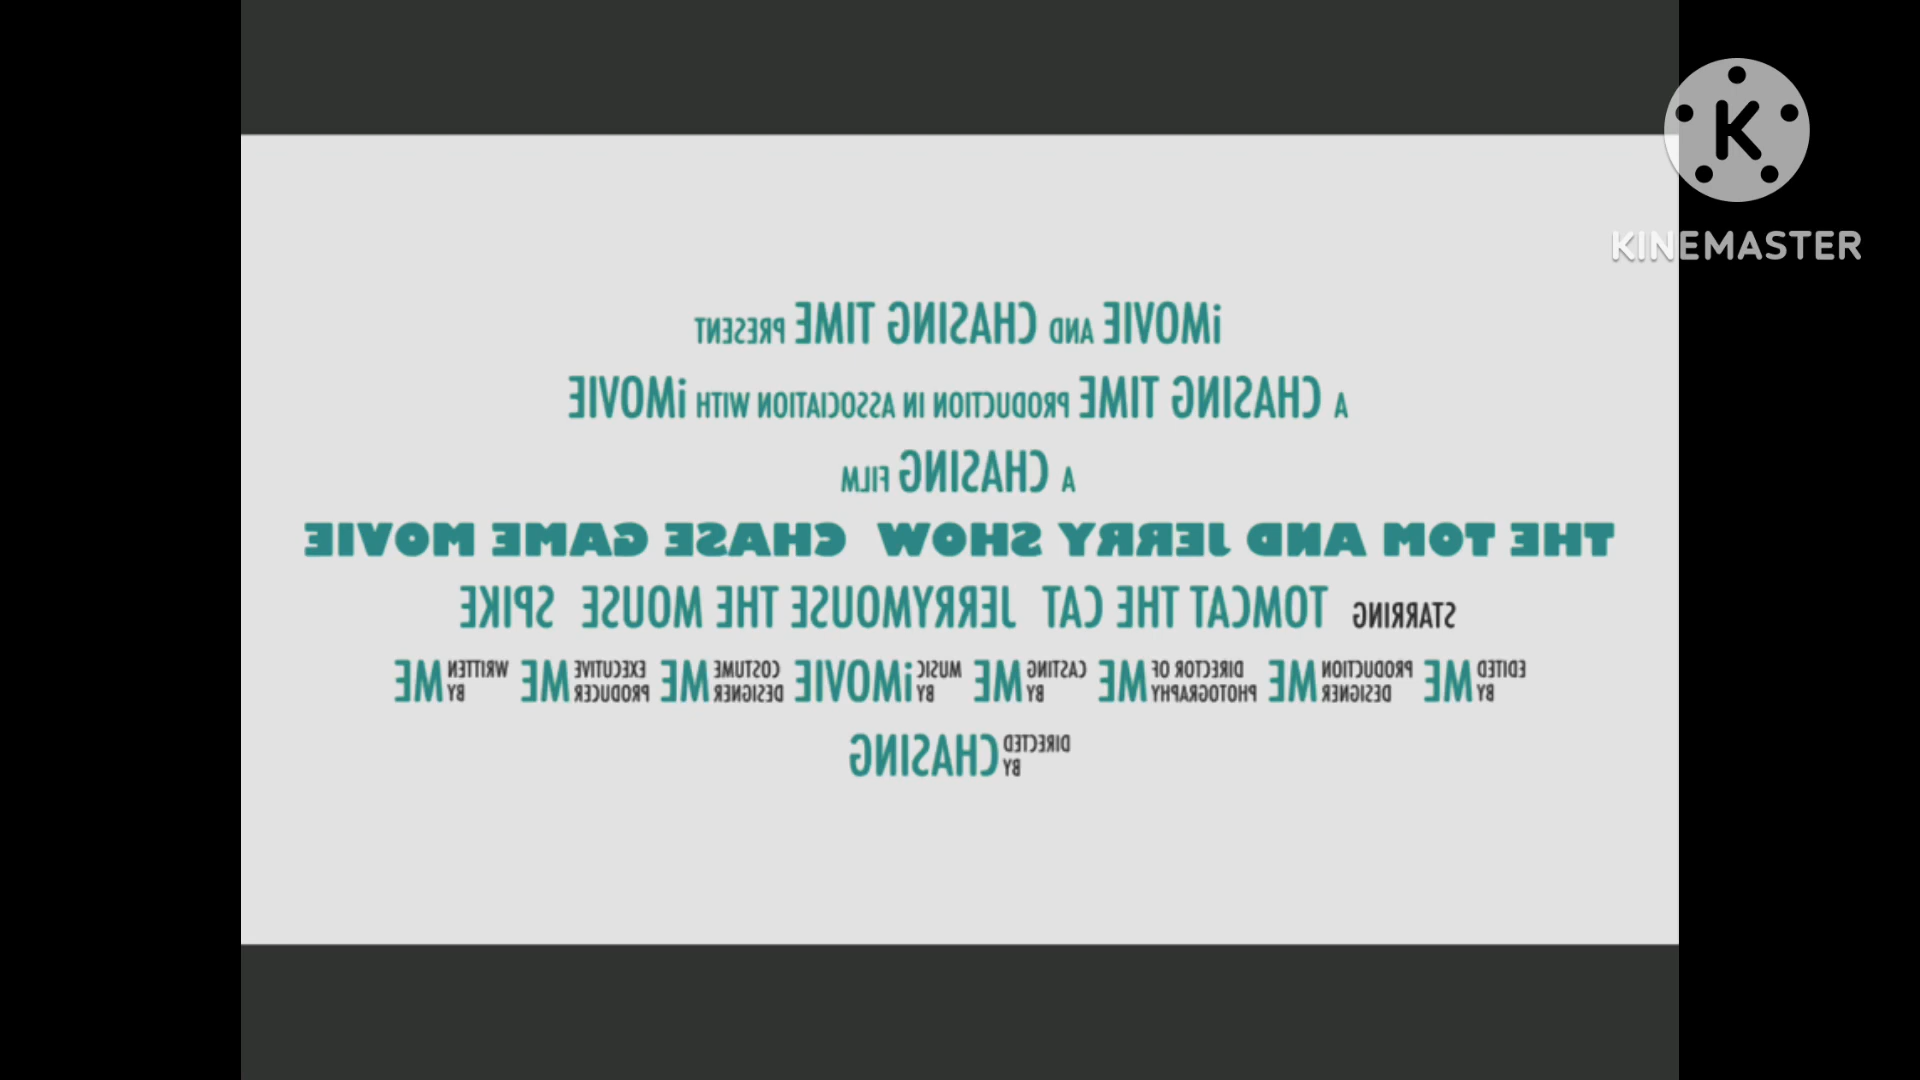 K
KINEMASTER
iMOVIE AND CHASING TIME PRESENT
A CHASING TIME PRODUCTION IN ASSOCIATION WITH iMOVIE
A CHASING FILM
THE TOM AND JERRY SHOW CHASE GAME MOVIE
STARRING TOMCAT THE CAT JERRYMOUSE THE MOUSE SPIKE
EDITED BY ME PRODUCTION DESIGNER ME DIRECTOR OF PHOTOGRAPHY ME CASTING BY ME MUSIC BY iMOVIE COSTUME DESIGNER ME EXECUTIVE PRODUCER ME WRITTEN BY ME
DIRECTED BY CHASING